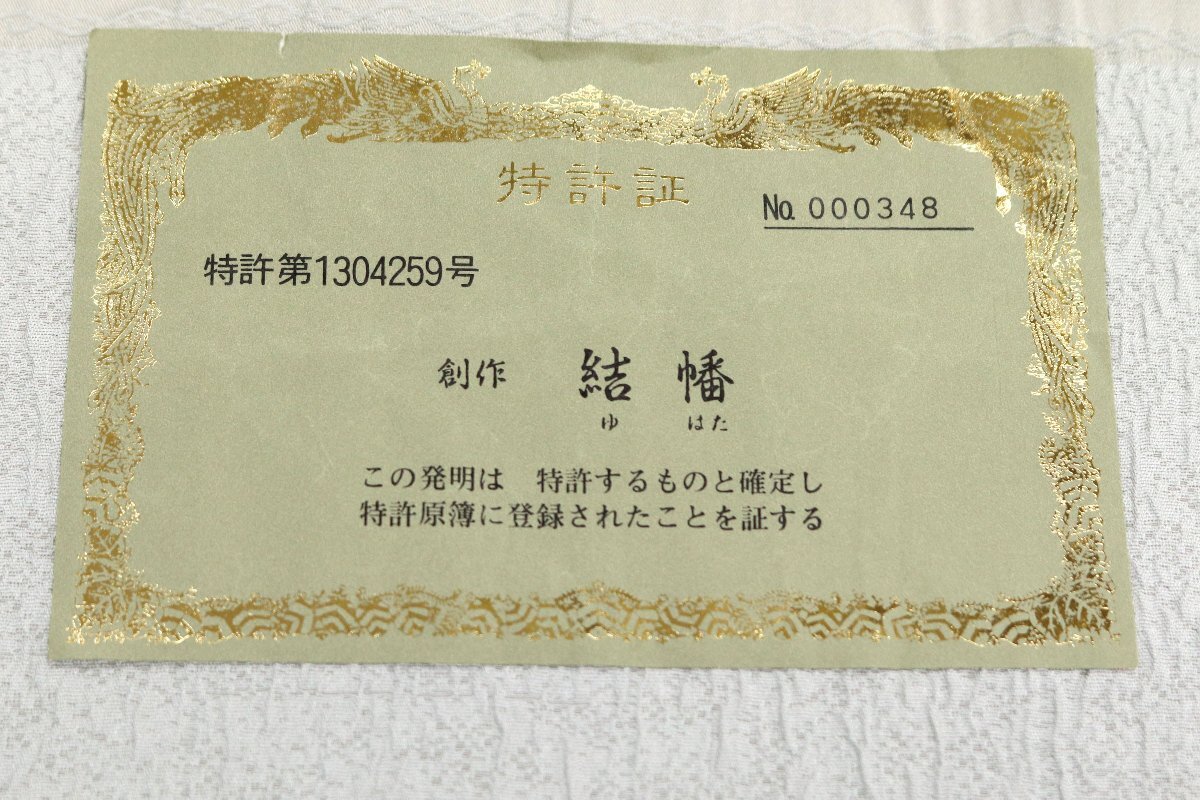 特許証
No. 000348
特許第1304259号
創作 結幡
ゆ はた
この発明は 特許するものと確定し
特許原簿に登録されたことを証する